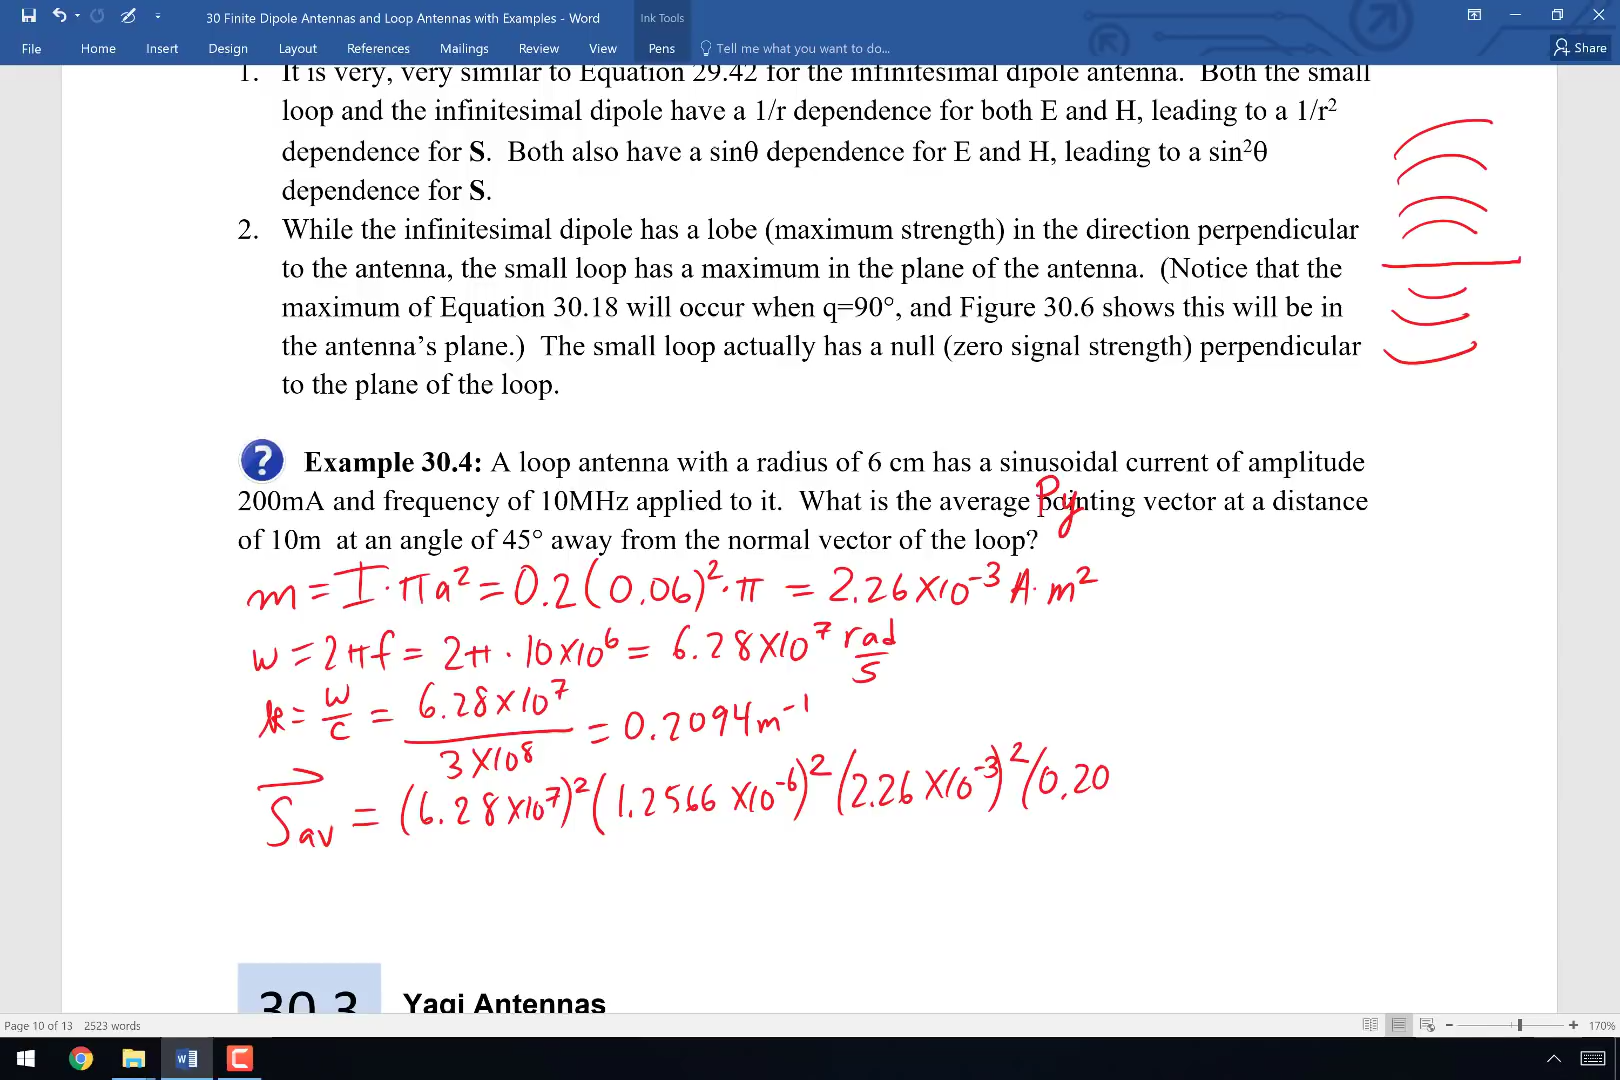 30 Finite Dipole Antennas and Loop Antennas with Examples - Word
Ink Tools
File Home Insert Design Layout References Mailings Review View Pens Tell me what you want to do... Share
1. It is very, very similar to Equation 29.42 for the infinitesimal dipole antenna. Both the small
loop and the infinitesimal dipole have a 1/r dependence for both E and H, leading to a 1/r²
dependence for S. Both also have a sinθ dependence for E and H, leading to a sin²θ
dependence for S.
2. While the infinitesimal dipole has a lobe (maximum strength) in the direction perpendicular
to the antenna, the small loop has a maximum in the plane of the antenna. (Notice that the
maximum of Equation 30.18 will occur when q=90°, and Figure 30.6 shows this will be in
the antenna's plane.) The small loop actually has a null (zero signal strength) perpendicular
to the plane of the loop.
Example 30.4: A loop antenna with a radius of 6 cm has a sinusoidal current of amplitude
200mA and frequency of 10MHz applied to it. What is the average pointing vector at a distance
Py
of 10m at an angle of 45° away from the normal vector of the loop?
m = I · πa² = 0.2(0.06)² · π = 2.26×10⁻³ A·m²
w = 2πf = 2π · 10×10⁶ = 6.28×10⁷ rad/s
k = w/c = 6.28×10⁷ / 3×10⁸ = 0.2094 m⁻¹
S⃗av = (6.28×10⁷)²(1.2566×10⁻⁶)²(2.26×10⁻³)²(0.20
30.3 Yagi Antennas
Page 10 of 13 2523 words
170%